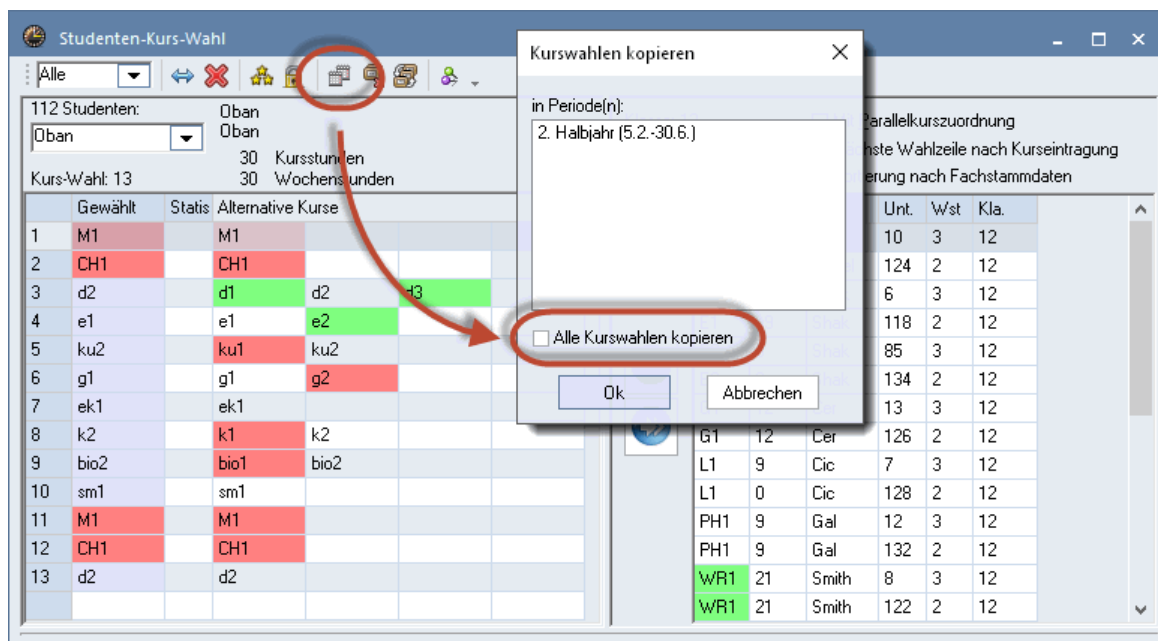 Studenten-Kurs-Wahl
Alle
112 Studenten: Oban
Oban Oban
30 Kursstunden
Kurs-Wahl: 13 30 Wochenstunden
Gewählt Statis Alternative Kurse
1 M1 M1
2 CH1 CH1
3 d2 d1 d2 d3
4 e1 e1 e2
5 ku2 ku1 ku2
6 g1 g1 g2
7 ek1 ek1
8 k2 k1 k2
9 bio2 bio1 bio2
10 sm1 sm1
11 M1 M1
12 CH1 CH1
13 d2 d2
Kurswahlen kopieren
in Periode(n):
2. Halbjahr (5.2.-30.6.)
Alle Kurswahlen kopieren
Ok Abbrechen
Parallelkurszuordnung
hste Wahlzeile nach Kurseintragung
erung nach Fachstammdaten
Unt. Wst Kla.
10 3 12
124 2 12
6 3 12
118 2 12
85 3 12
134 2 12
13 3 12
G1 12 Cer 126 2 12
L1 9 Cic 7 3 12
L1 0 Cic 128 2 12
PH1 9 Gal 12 3 12
PH1 9 Gal 132 2 12
WR1 21 Smith 8 3 12
WR1 21 Smith 122 2 12